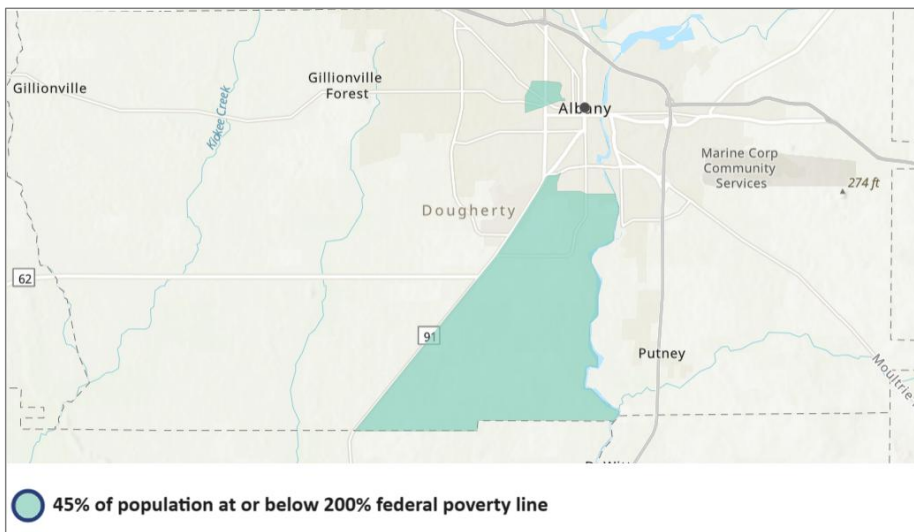 Gillionville
Kiokee Creek
Gillionville
Forest
Albany
Marine Corp
Community
Services
274 ft
Dougherty
62
91
Putney
Moultrie
45% of population at or below 200% federal poverty line